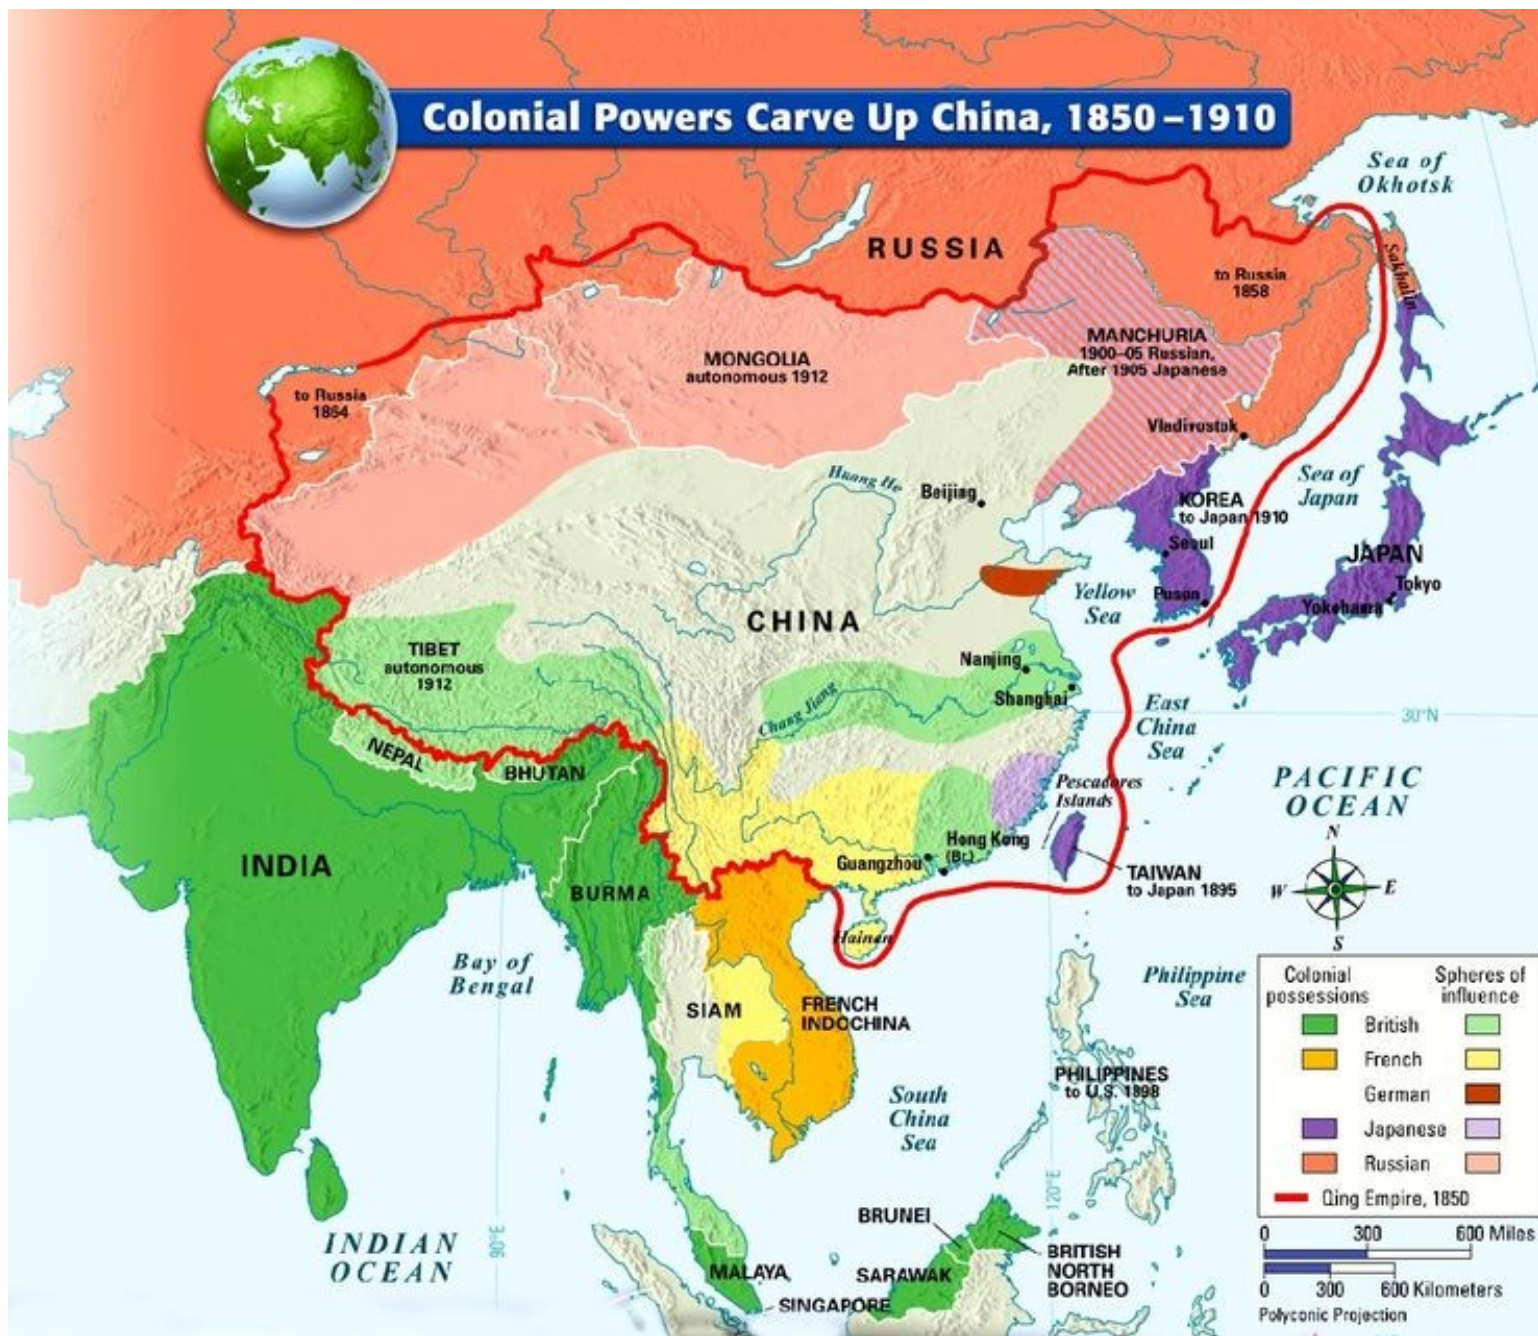 Colonial Powers Carve Up China, 1850–1910
Sea of
Okhotsk
RUSSIA
Sakhalin
to Russia
1858
MANCHURIA
1900–05 Russian,
After 1905 Japanese
MONGOLIA
autonomous 1912
to Russia
1864
Vladivostok
Huang He
Beijing
Sea of
Japan
KOREA
to Japan 1910
Seoul
JAPAN
Tokyo
Yokohama
Pusan
Yellow
Sea
CHINA
TIBET
autonomous
1912
Nanjing
Shanghai
Chang Jiang
East
China
Sea
30°N
NEPAL
BHUTAN
PACIFIC
OCEAN
Pescadores
Islands
INDIA
BURMA
Guangzhou
Hong Kong
(Br.)
TAIWAN
to Japan 1895
N
W
E
S
Hainan
Bay of
Bengal
SIAM
FRENCH
INDOCHINA
Philippine
Sea
PHILIPPINES
to U.S. 1898
South
China
Sea
120°E
90°E
INDIAN
OCEAN
BRUNEI
MALAYA
SARAWAK
SINGAPORE
BRITISH
NORTH
BORNEO
Colonial
possessions
Spheres of
influence
British
French
German
Japanese
Russian
Qing Empire, 1850
0 300 600 Miles
0 300 600 Kilometers
Polyconic Projection